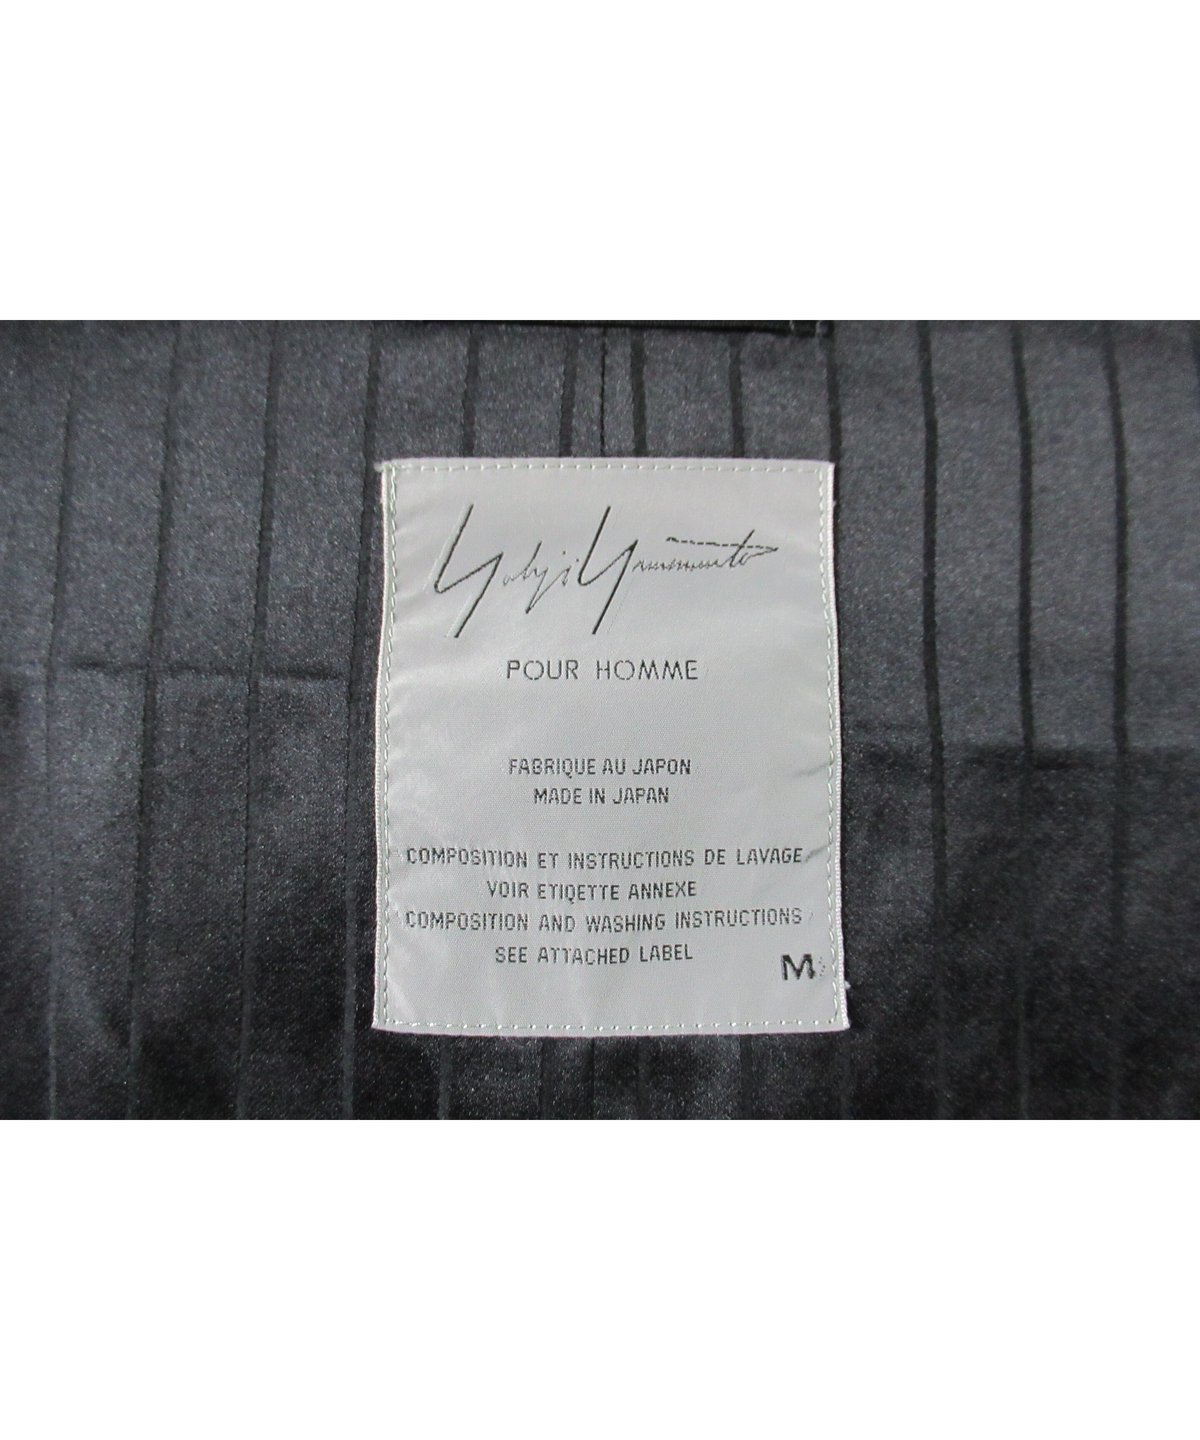 Yohji Yamamoto
POUR HOMME
FABRIQUE AU JAPON
MADE IN JAPAN
COMPOSITION ET INSTRUCTIONS DE LAVAGE
VOIR ETIQETTE ANNEXE
COMPOSITION AND WASHING INSTRUCTIONS
SEE ATTACHED LABEL
M